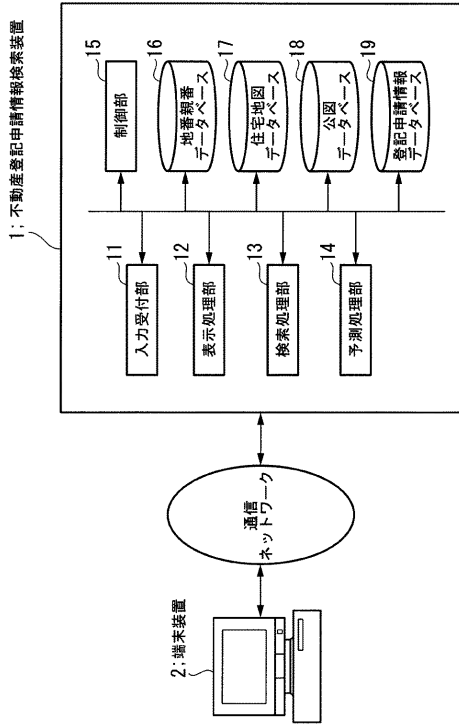 1;不動産登記申請情報検索装置
11
入力受付部
12
表示処理部
13
検索処理部
14
予測処理部
15
制御部
16
地番親番
データベース
17
住宅地図
データベース
18
公図
データベース
19
登記申請情報
データベース
通信
ネットワーク
2;端末装置